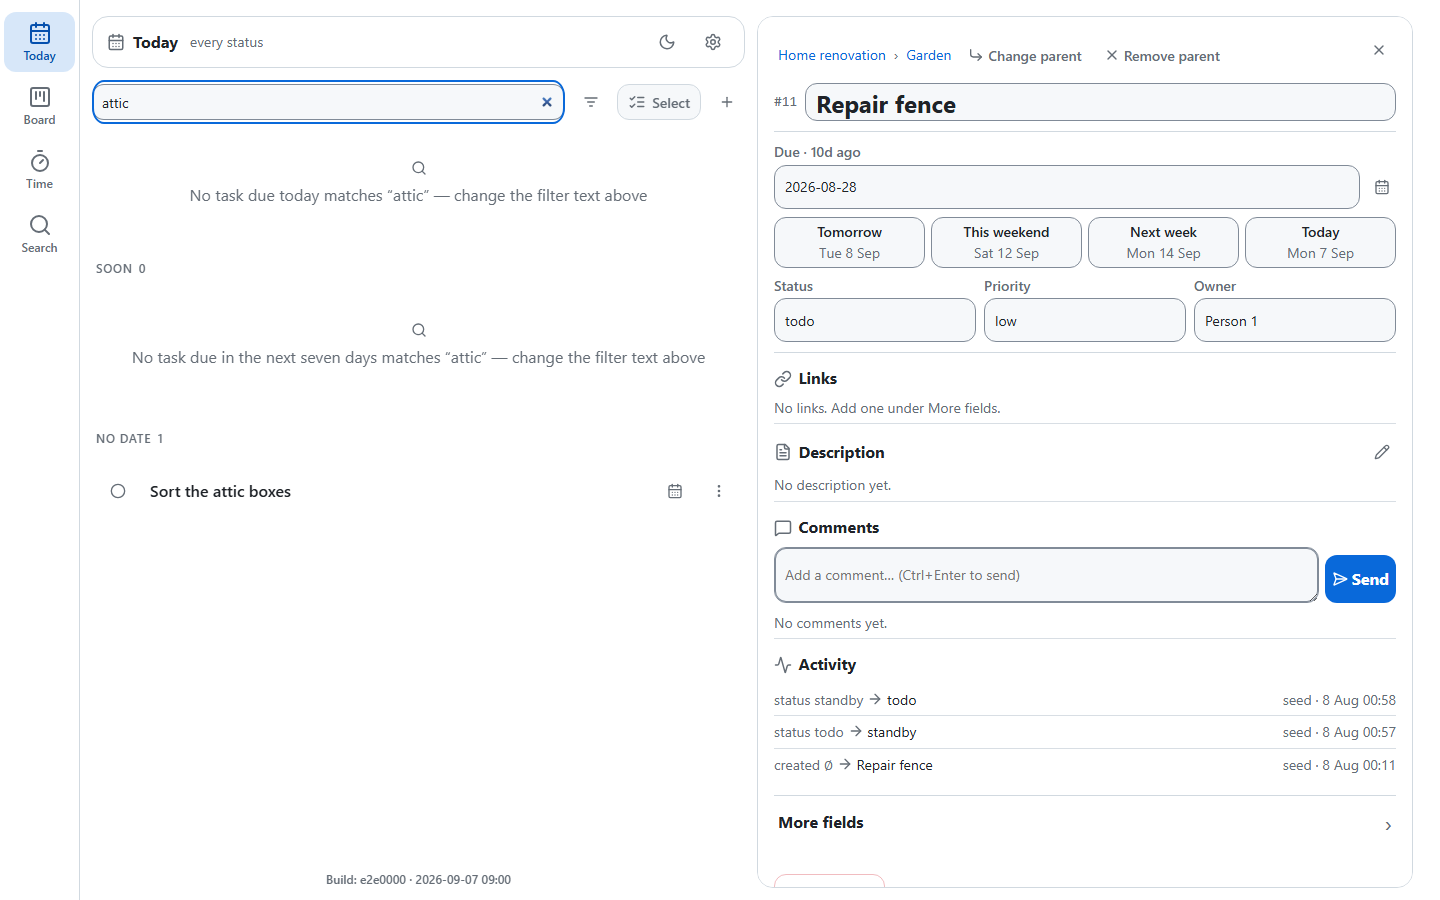 Today
Board
Time
Search
Today every status
attic
Select
No task due today matches “attic” — change the filter text above
SOON 0
No task due in the next seven days matches “attic” — change the filter text above
NO DATE 1
Sort the attic boxes
Build: e2e0000 · 2026-09-07 09:00
Home renovation › Garden Change parent Remove parent
#11 Repair fence
Due · 10d ago
2026-08-28
Tomorrow
Tue 8 Sep
This weekend
Sat 12 Sep
Next week
Mon 14 Sep
Today
Mon 7 Sep
Status
todo
Priority
low
Owner
Person 1
Links
No links. Add one under More fields.
Description
No description yet.
Comments
Add a comment... (Ctrl+Enter to send)
Send
No comments yet.
Activity
status standby → todo seed · 8 Aug 00:58
status todo → standby seed · 8 Aug 00:57
created ∅ → Repair fence seed · 8 Aug 00:11
More fields